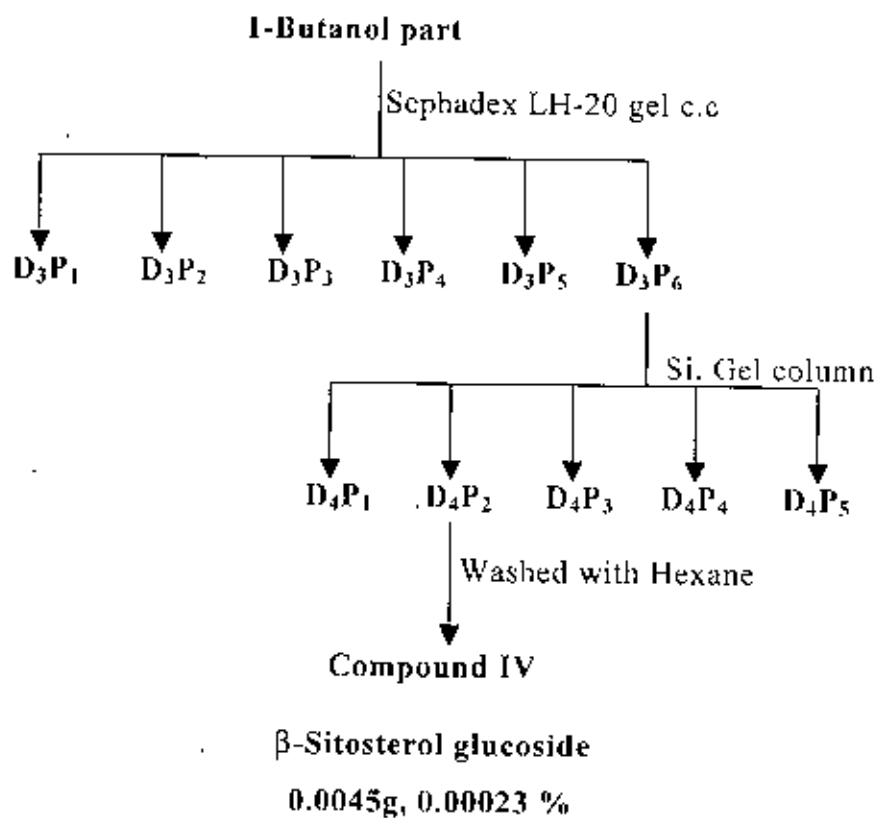 1-Butanol part
Sephadex LH-20 gel c.c
D₃P₁ D₃P₂ D₃P₃ D₃P₄ D₃P₅ D₃P₆
Si. Gel column
D₄P₁ D₄P₂ D₄P₃ D₄P₄ D₄P₅
Washed with Hexane
Compound IV
β-Sitosterol glucoside
0.0045g, 0.00023 %